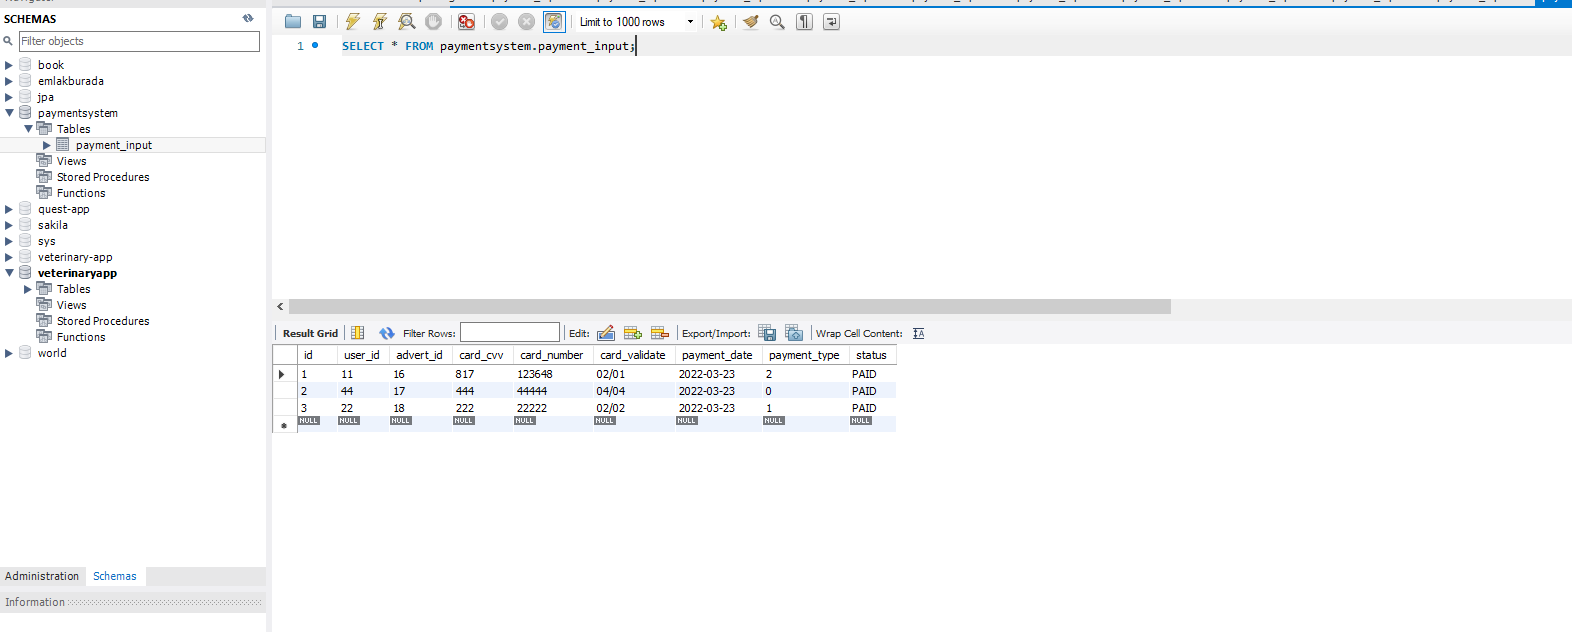 SCHEMAS
Filter objects
book
emlakburada
jpa
paymentsystem
Tables
payment_input
Views
Stored Procedures
Functions
quest-app
sakila
sys
veterinary-app
veterinaryapp
Tables
Views
Stored Procedures
Functions
world
Administration Schemas
Information
Limit to 1000 rows
1 SELECT * FROM paymentsystem.payment_input;
Result Grid Filter Rows: Edit: Export/Import: Wrap Cell Content:
id user_id advert_id card_cvv card_number card_validate payment_date payment_type status
1 11 16 817 123648 02/01 2022-03-23 2 PAID
2 44 17 444 44444 04/04 2022-03-23 0 PAID
3 22 18 222 22222 02/02 2022-03-23 1 PAID
NULL NULL NULL NULL NULL NULL NULL NULL NULL